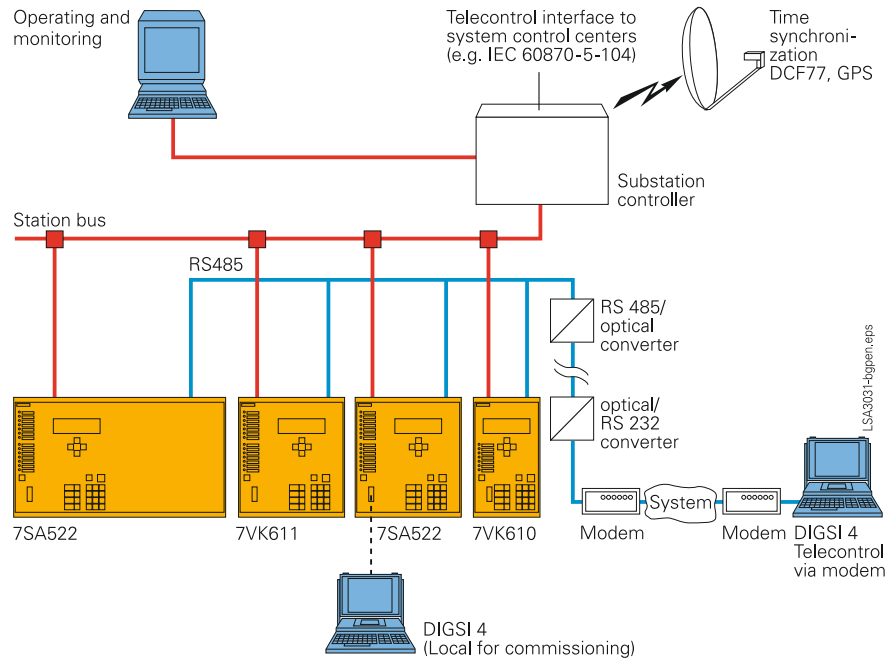 Operating and
monitoring
Telecontrol interface to
system control centers
(e.g. IEC 60870-5-104)
Time
synchroni-
zation
DCF77, GPS
Substation
controller
Station bus
RS485
RS 485/
optical
converter
optical/
RS 232
converter
LSA3031-bgpen.eps
7SA522
7VK611
7SA522
7VK610
Modem
System
Modem
DIGSI 4
Telecontrol
via modem
DIGSI 4
(Local for commissioning)